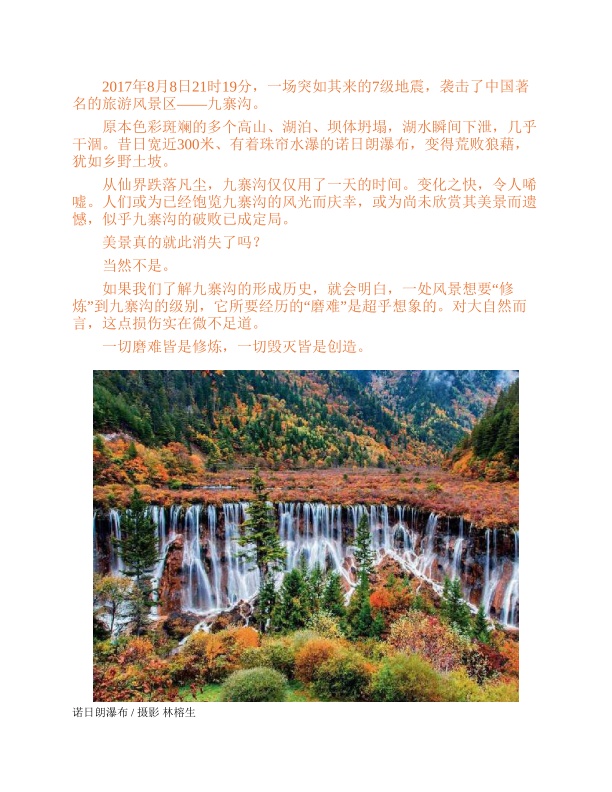 2017年8月8日21时19分，一场突如其来的7级地震，袭击了中国著
名的旅游风景区——九寨沟。
原本色彩斑斓的多个高山、湖泊、坝体坍塌，湖水瞬间下泄，几乎
干涸。昔日宽近300米、有着珠帘水瀑的诺日朗瀑布，变得荒败狼藉，
犹如乡野土坡。
从仙界跌落凡尘，九寨沟仅仅用了一天的时间。变化之快，令人唏
嘘。人们或为已经饱览九寨沟的风光而庆幸，或为尚未欣赏其美景而遗
憾，似乎九寨沟的破败已成定局。
美景真的就此消失了吗？
当然不是。
如果我们了解九寨沟的形成历史，就会明白，一处风景想要“修
炼”到九寨沟的级别，它所要经历的“磨难”是超乎想象的。对大自然而
言，这点损伤实在微不足道。
一切磨难皆是修炼，一切毁灭皆是创造。
诺日朗瀑布 / 摄影 林榕生